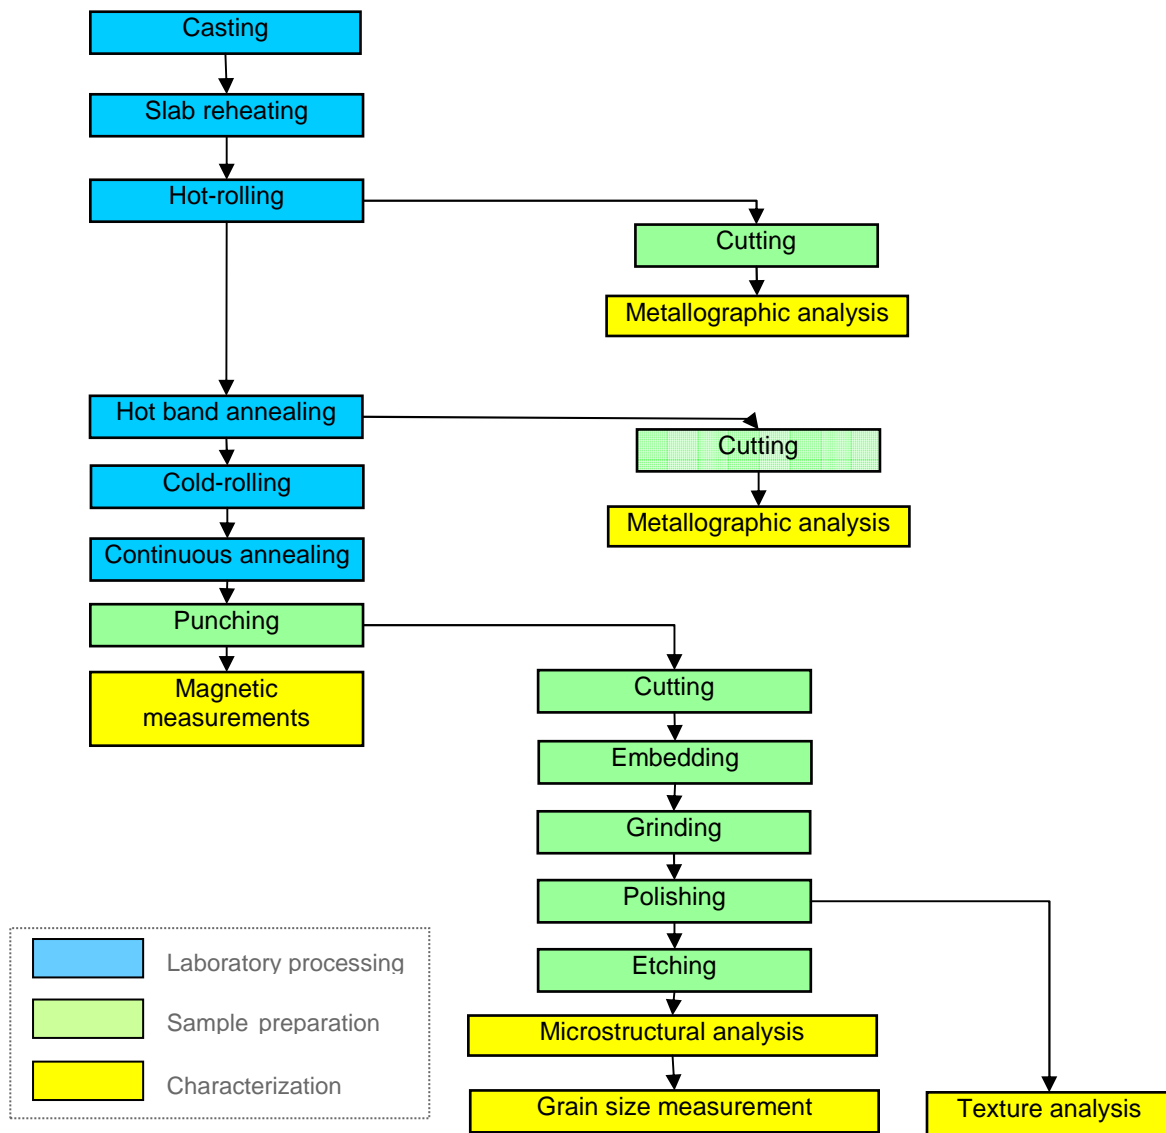 Casting
Slab reheating
Hot-rolling
Cutting
Metallographic analysis
Hot band annealing
Cutting
Cold-rolling
Metallographic analysis
Continuous annealing
Punching
Magnetic
measurements
Cutting
Embedding
Grinding
Polishing
Etching
Microstructural analysis
Grain size measurement
Texture analysis
Laboratory processing
Sample preparation
Characterization